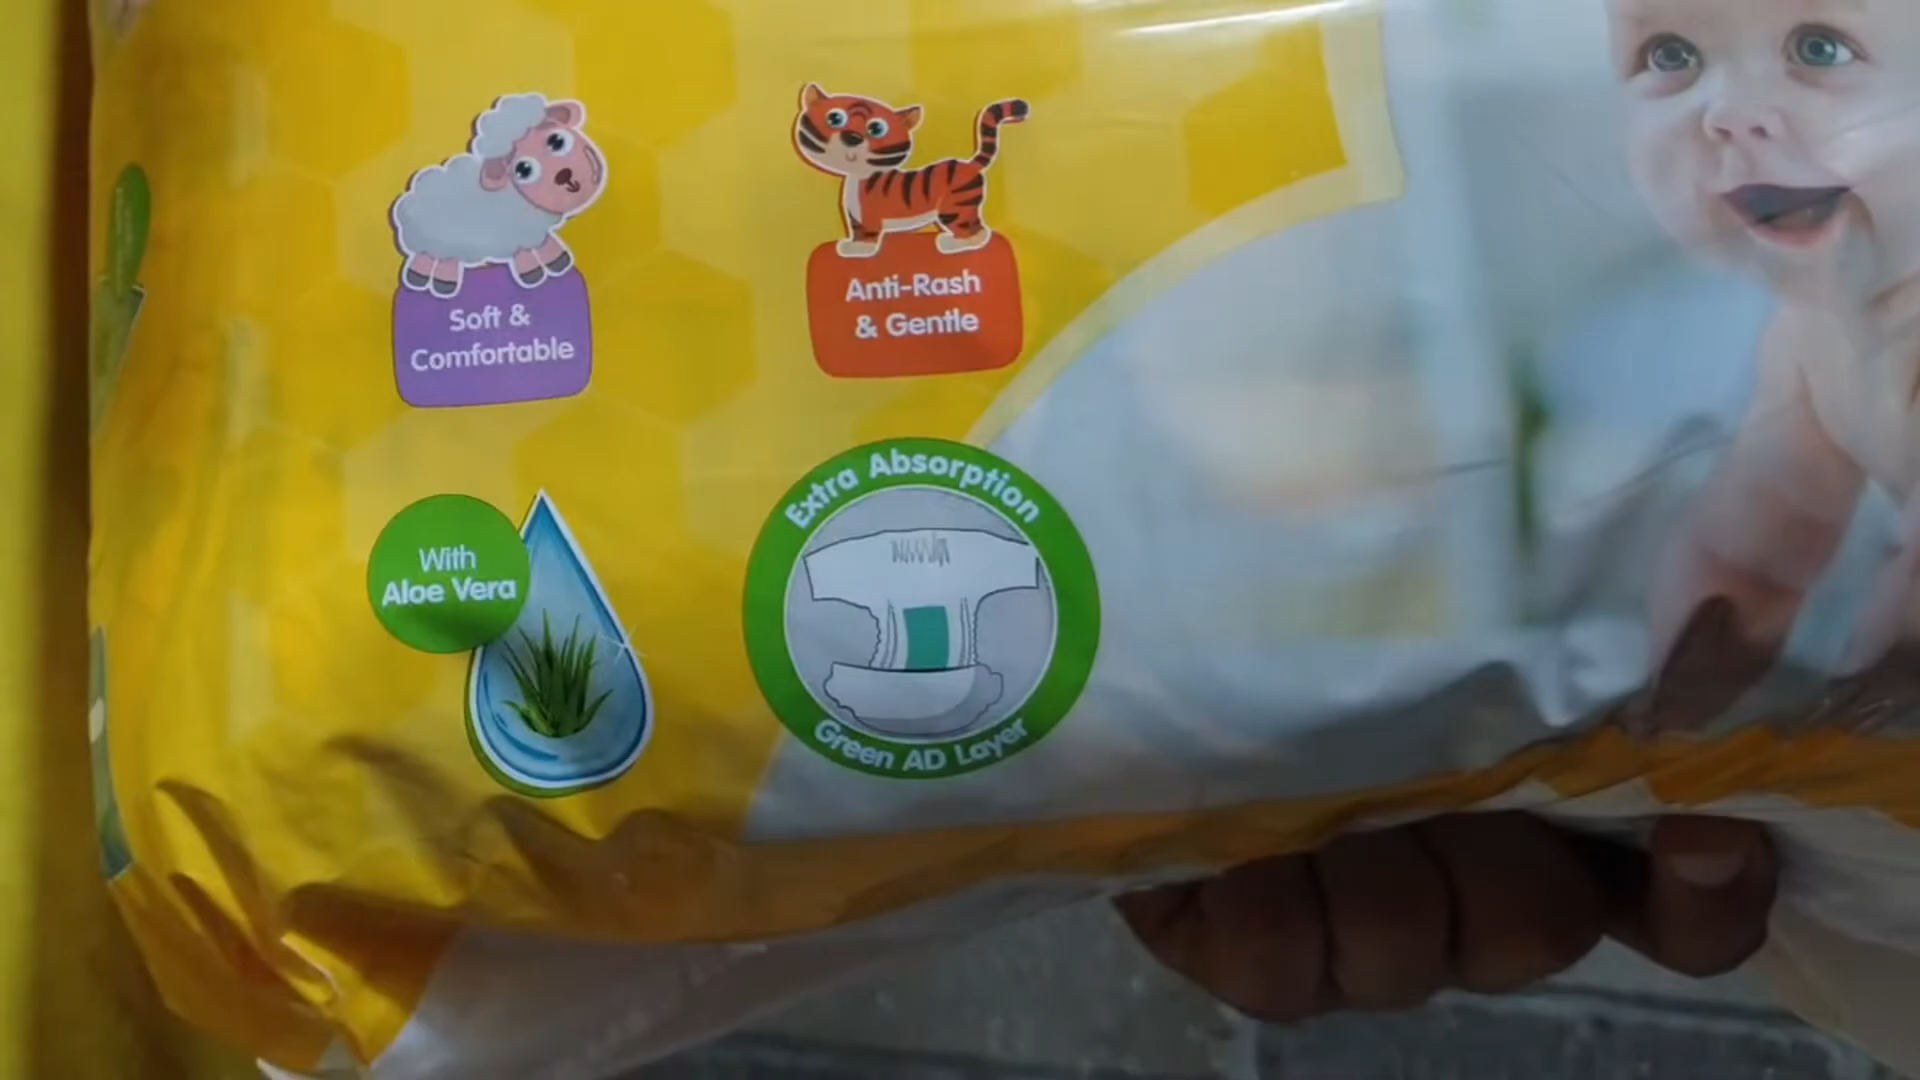 Soft &
Comfortable
Anti-Rash
& Gentle
With
Aloe Vera
Extra Absorption
Green AD Layer